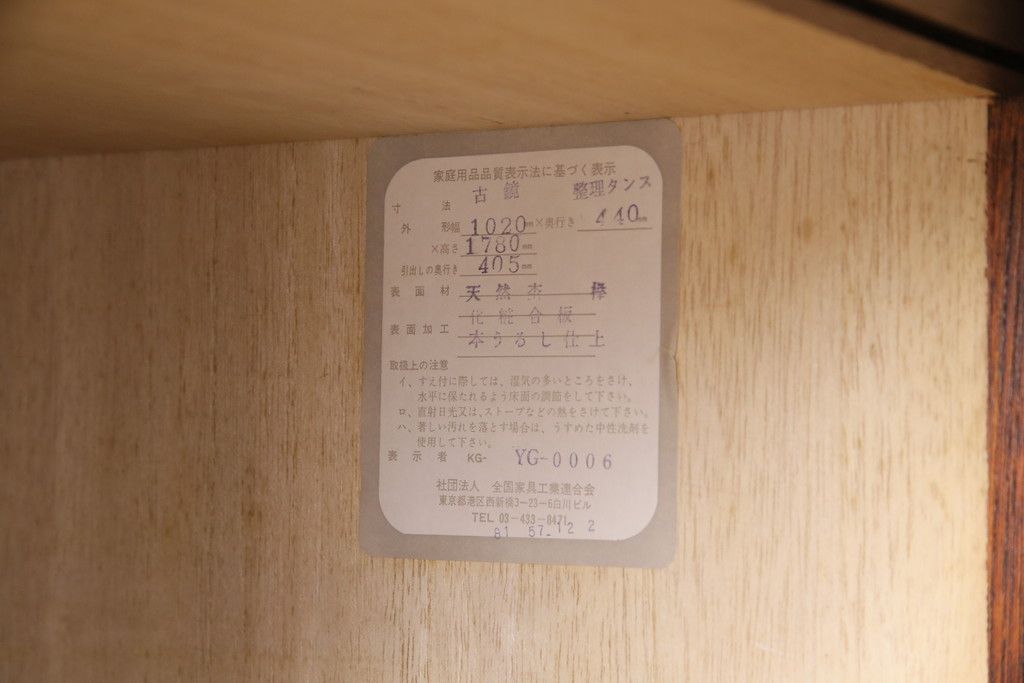 家庭用品品質表示法に基づく表示
古鏡 整理タンス
寸法
外形幅 1020mm×奥行き 440mm
×高さ 1780mm
引出しの奥行き 405mm
表面材 天然杢 欅
化粧合板
表面加工 本うるし仕上
取扱上の注意
イ、すえ付に際しては、湿気の多いところをさけ、
水平に保たれるよう床面の調節をして下さい。
ロ、直射日光又は、ストーブなどの熱をさけて下さい。
ハ、著しい汚れを落とす場合は、うすめた中性洗剤を
使用して下さい。
表示者 KG- YG-0006
社団法人 全国家具工業連合会
東京都港区西新橋3-23-6白川ビル
TEL 03-433-8471
81 57.12 2